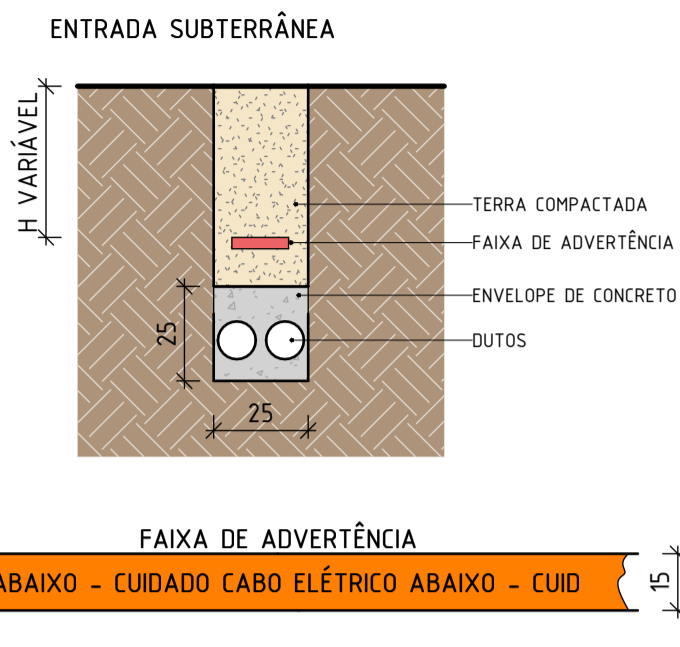 ENTRADA SUBTERRÂNEA
H VARIÁVEL
TERRA COMPACTADA
FAIXA DE ADVERTÊNCIA
ENVELOPE DE CONCRETO
25
DUTOS
25
FAIXA DE ADVERTÊNCIA
ABAIXO - CUIDADO CABO ELÉTRICO ABAIXO - CUID
15